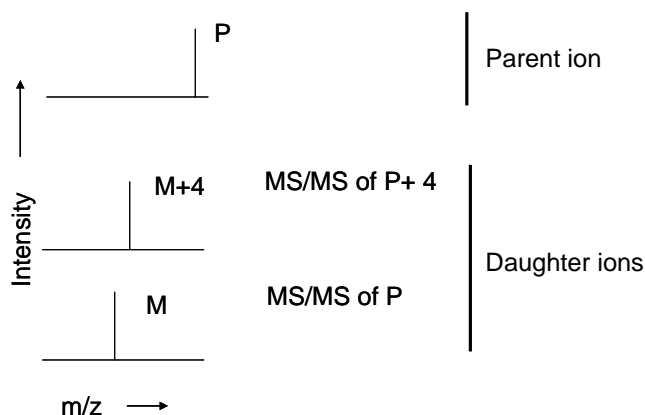 P
Parent ion
M+4
MS/MS of P+ 4
Intensity
Daughter ions
M
MS/MS of P
m/z